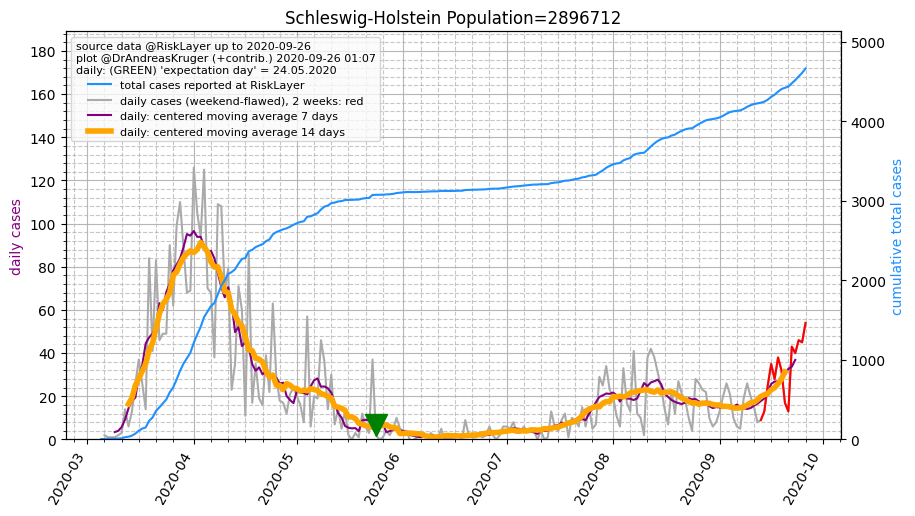 Schleswig-Holstein Population=2896712
source data @RiskLayer up to 2020-09-26
plot @DrAndreasKruger (+contrib.) 2020-09-26 01:07
daily: (GREEN) 'expectation day' = 24.05.2020
total cases reported at RiskLayer
daily cases (weekend-flawed), 2 weeks: red
daily: centered moving average 7 days
daily: centered moving average 14 days
daily cases
180
160
140
120
100
80
60
40
20
0
cumulative total cases
5000
4000
3000
2000
1000
0
2020-03
2020-04
2020-05
2020-06
2020-07
2020-08
2020-09
2020-10